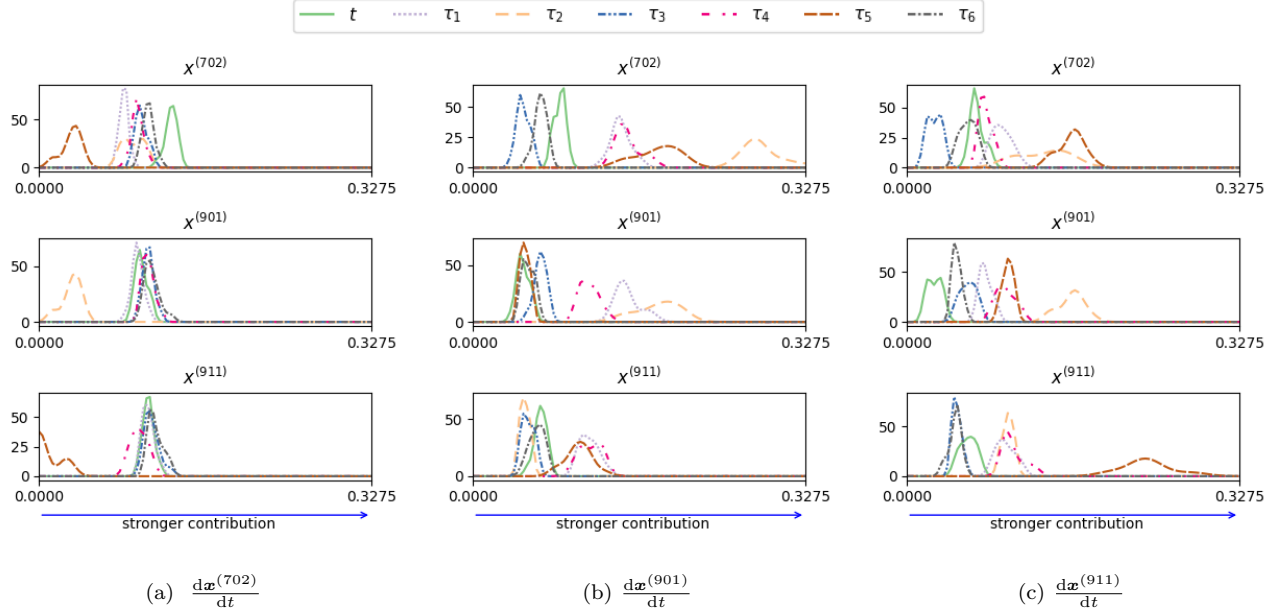 t τ₁ τ₂ τ₃ τ₄ τ₅ τ₆
x⁽⁷⁰²⁾ x⁽⁷⁰²⁾ x⁽⁷⁰²⁾
50 75 50
50 25 25
0 0 0
0.0000 0.3275 0.0000 0.3275 0.0000 0.3275
x⁽⁹⁰¹⁾ x⁽⁹⁰¹⁾ x⁽⁹⁰¹⁾
50 50 50
0 0 0
0.0000 0.3275 0.0000 0.3275 0.0000 0.3275
x⁽⁹¹¹⁾ x⁽⁹¹¹⁾ x⁽⁹¹¹⁾
50 50 50
25
0 0 0
0.0000 0.3275 0.0000 0.3275 0.0000 0.3275
stronger contribution stronger contribution stronger contribution
(a) dx⁽⁷⁰²⁾/dt (b) dx⁽⁹⁰¹⁾/dt (c) dx⁽⁹¹¹⁾/dt